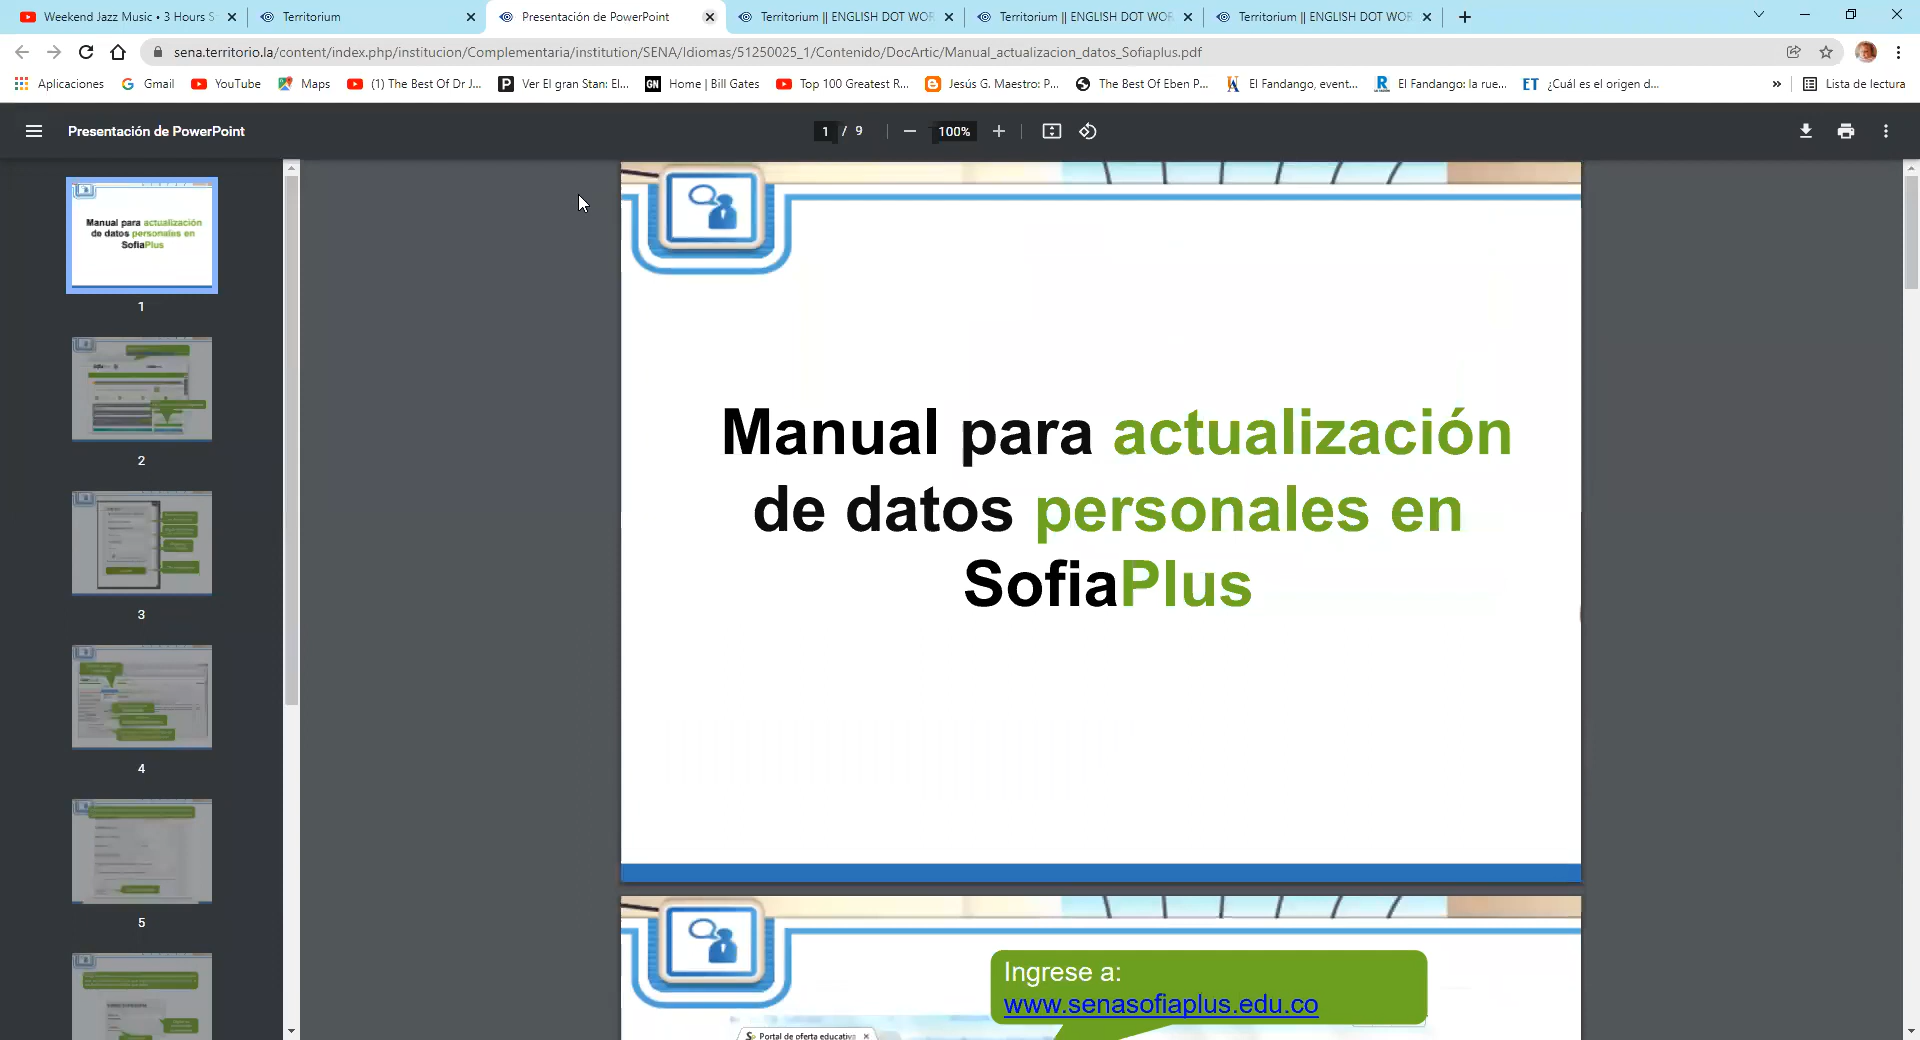 Weekend Jazz Music • 3 Hours S
Territorium
Presentación de PowerPoint
Territorium || ENGLISH DOT WOR
Territorium || ENGLISH DOT WOR
Territorium || ENGLISH DOT WOR
sena.territorio.la/content/index.php/institucion/Complementaria/institution/SENA/Idiomas/51250025_1/Contenido/DocArtic/Manual_actualizacion_datos_Sofiaplus.pdf
Aplicaciones
Gmail
YouTube
Maps
(1) The Best Of Dr J...
Ver El gran Stan: El...
Home | Bill Gates
Top 100 Greatest R...
Jesús G. Maestro: P...
The Best Of Eben P...
El Fandango, event...
El Fandango: la rue...
ET ¿Cuál es el origen d...
»
Lista de lectura
Presentación de PowerPoint
1 / 9
100%
Manual para actualización
de datos personales en
SofiaPlus
1
2
3
4
5
Manual para actualización
de datos personales en
SofiaPlus
Ingrese a:
www.senasofiaplus.edu.co
Portal de oferta educativa